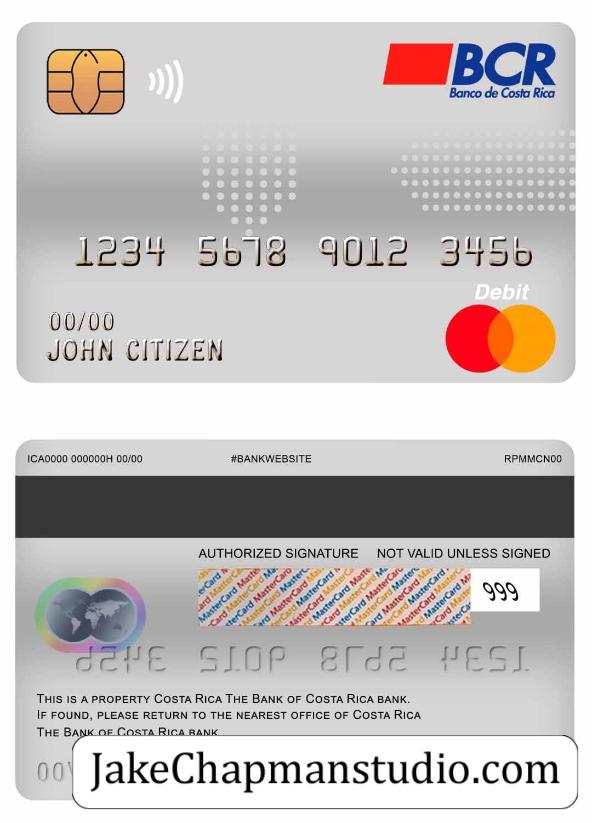 BCR
Banco de Costa Rica
1234 5678 9012 3456
Debit
00/00
JOHN CITIZEN
ICA0000 000000H 00/00 #BANKWEBSITE RPMMCN00
AUTHORIZED SIGNATURE NOT VALID UNLESS SIGNED
MasterCard MasterCard MasterCard
999
THIS IS A PROPERTY COSTA RICA THE BANK OF COSTA RICA BANK.
IF FOUND, PLEASE RETURN TO THE NEAREST OFFICE OF COSTA RICA
THE BANK OF COSTA RICA BANK
JakeChapmanstudio.com